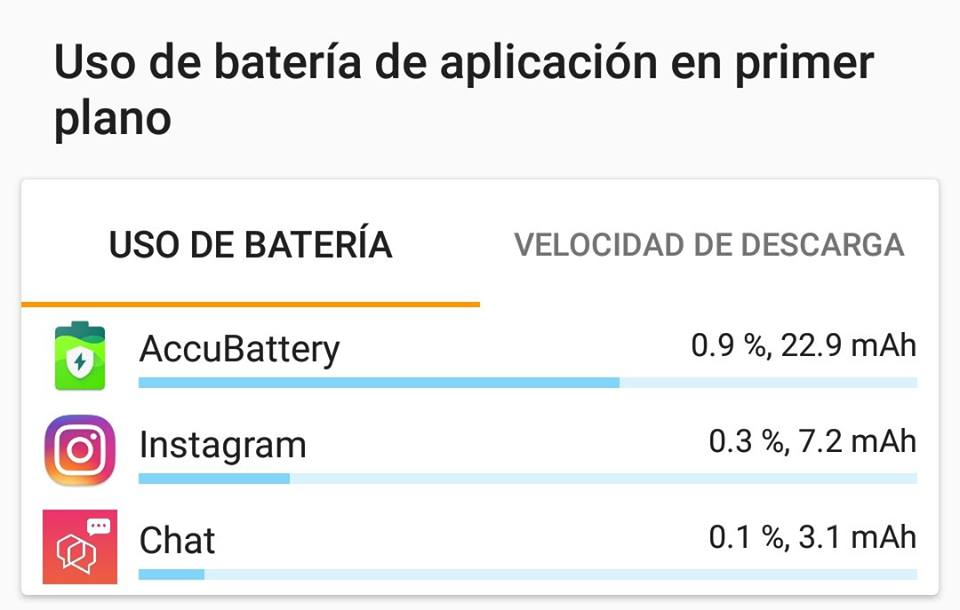 Uso de batería de aplicación en primer
plano
USO DE BATERÍA VELOCIDAD DE DESCARGA
AccuBattery 0.9 %, 22.9 mAh
Instagram 0.3 %, 7.2 mAh
Chat 0.1 %, 3.1 mAh